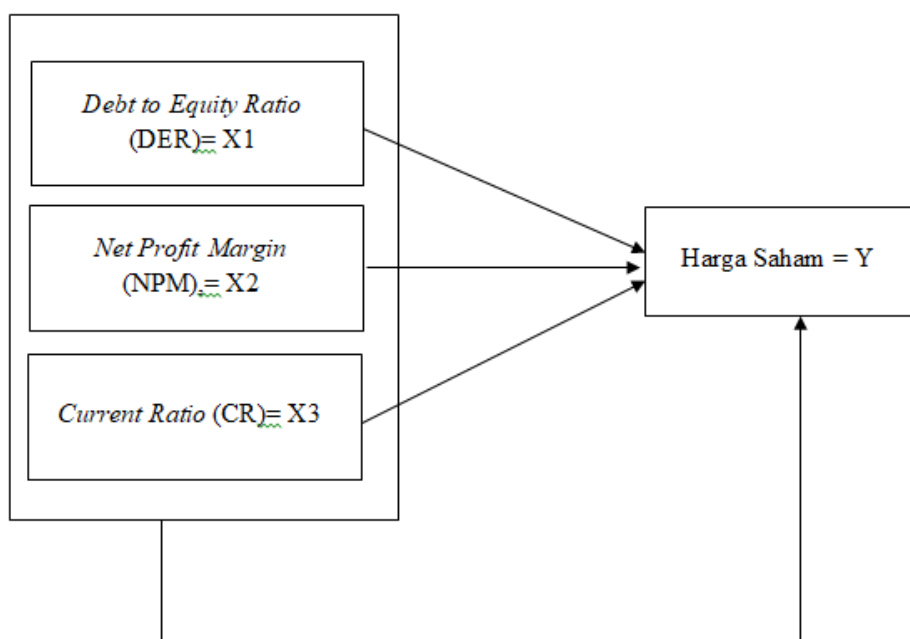 Debt to Equity Ratio
(DER)= X1
Net Profit Margin
(NPM),= X2
Current Ratio (CR)= X3
Harga Saham = Y